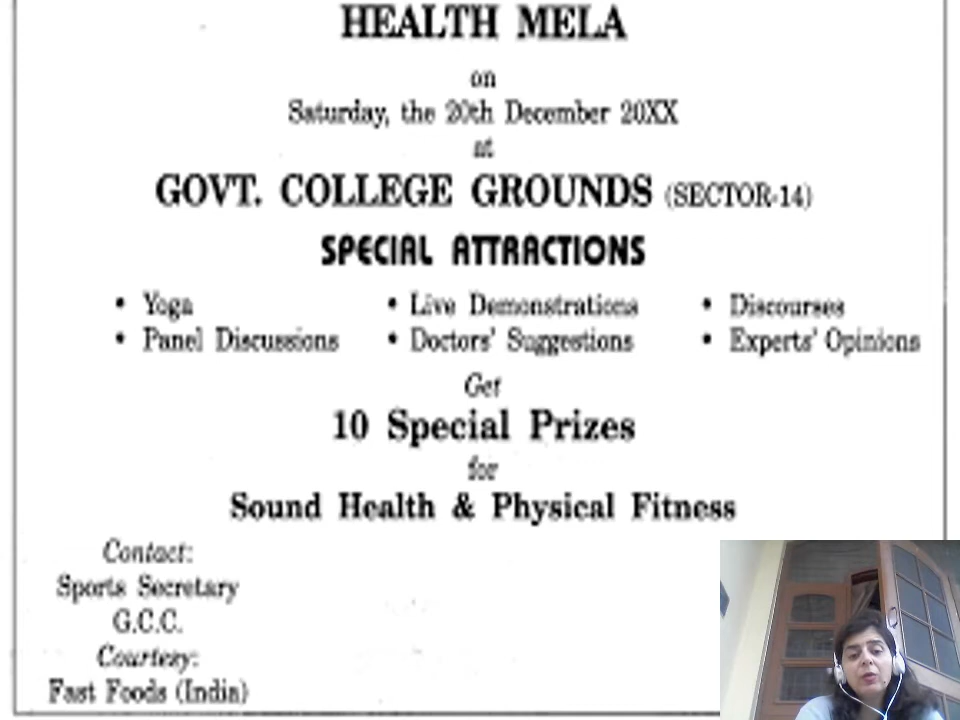 HEALTH MELA
on
Saturday, the 20th December 20XX
at
GOVT. COLLEGE GROUNDS (SECTOR-14)
SPECIAL ATTRACTIONS
• Yoga • Live Demonstrations • Discourses
• Panel Discussions • Doctors' Suggestions • Experts' Opinions
Get
10 Special Prizes
for
Sound Health & Physical Fitness
Contact:
Sports Secretary
G.C.C.
Courtesy:
Fast Foods (India)